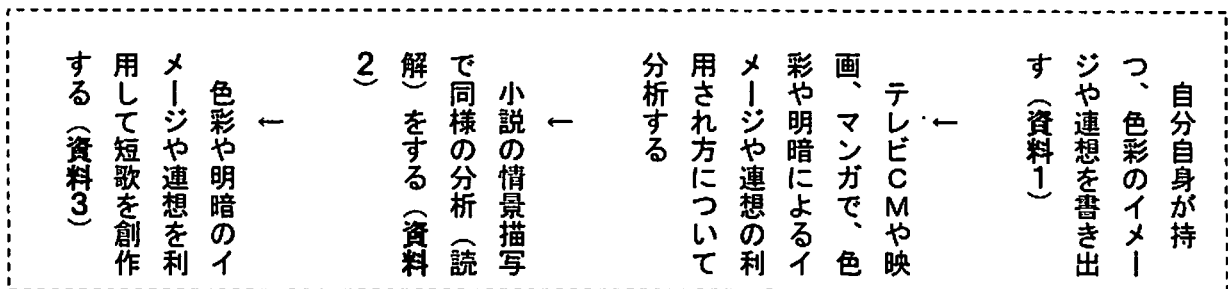 自分自身が持
つ、色彩のイメー
ジや連想を書き出
す（資料1）
←
テレビCMや映
画、マンガで、色
彩や明暗によるイ
メージや連想の利
用され方について
分析する
←
小説の情景描写
で同様の分析（読
解）をする（資料
2）
←
色彩や明暗のイ
メージや連想を利
用して短歌を創作
する（資料3）